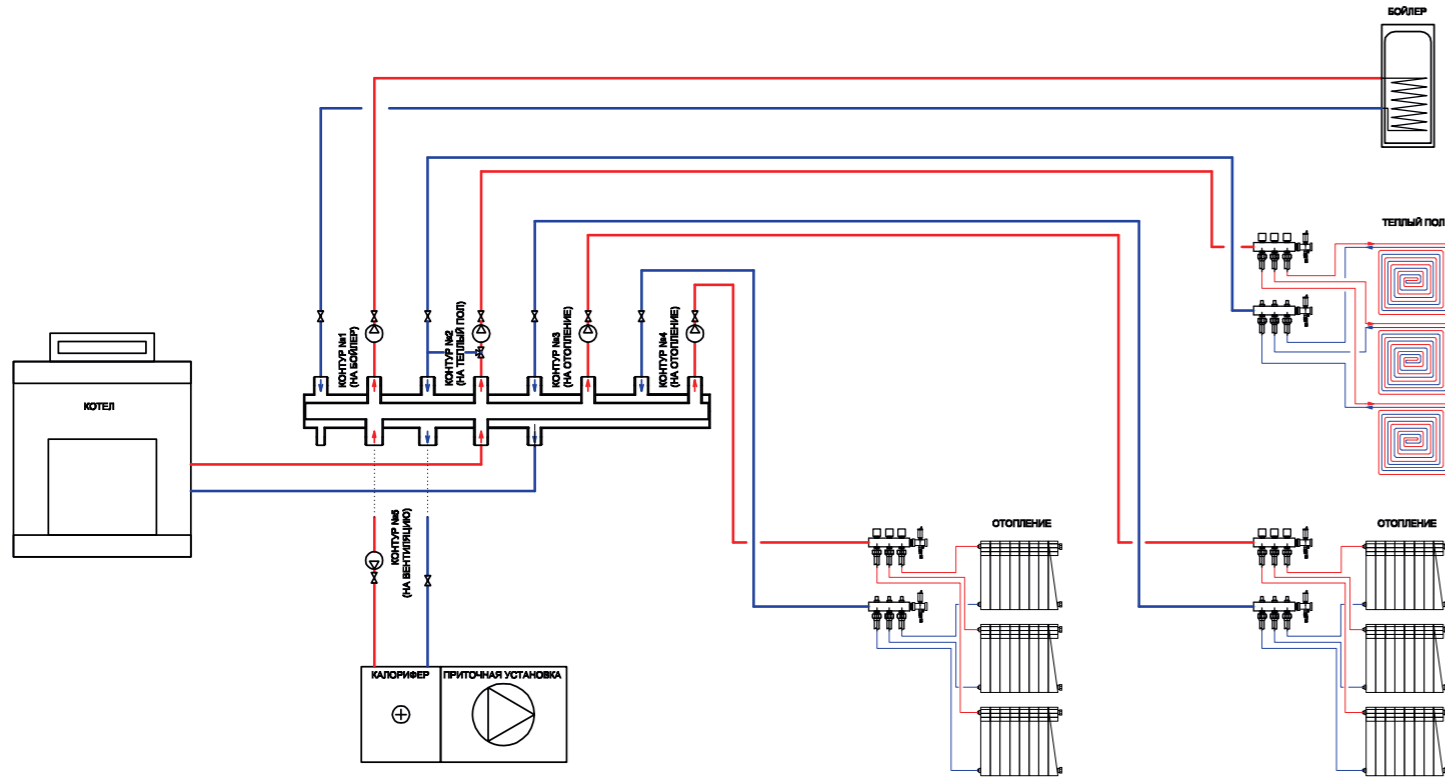 БОЙЛЕР
ТЕПЛЫЙ ПОЛ
КОНТУР №1
(НА БОЙЛЕР)
КОНТУР №2
(НА ТЕПЛЫЙ ПОЛ)
КОНТУР №3
(НА ОТОПЛЕНИЕ)
КОНТУР №4
(НА ОТОПЛЕНИЕ)
КОТЕЛ
КОНТУР №5
(НА ВЕНТИЛЯЦИЮ)
ОТОПЛЕНИЕ
ОТОПЛЕНИЕ
КАЛОРИФЕР
ПРИТОЧНАЯ УСТАНОВКА